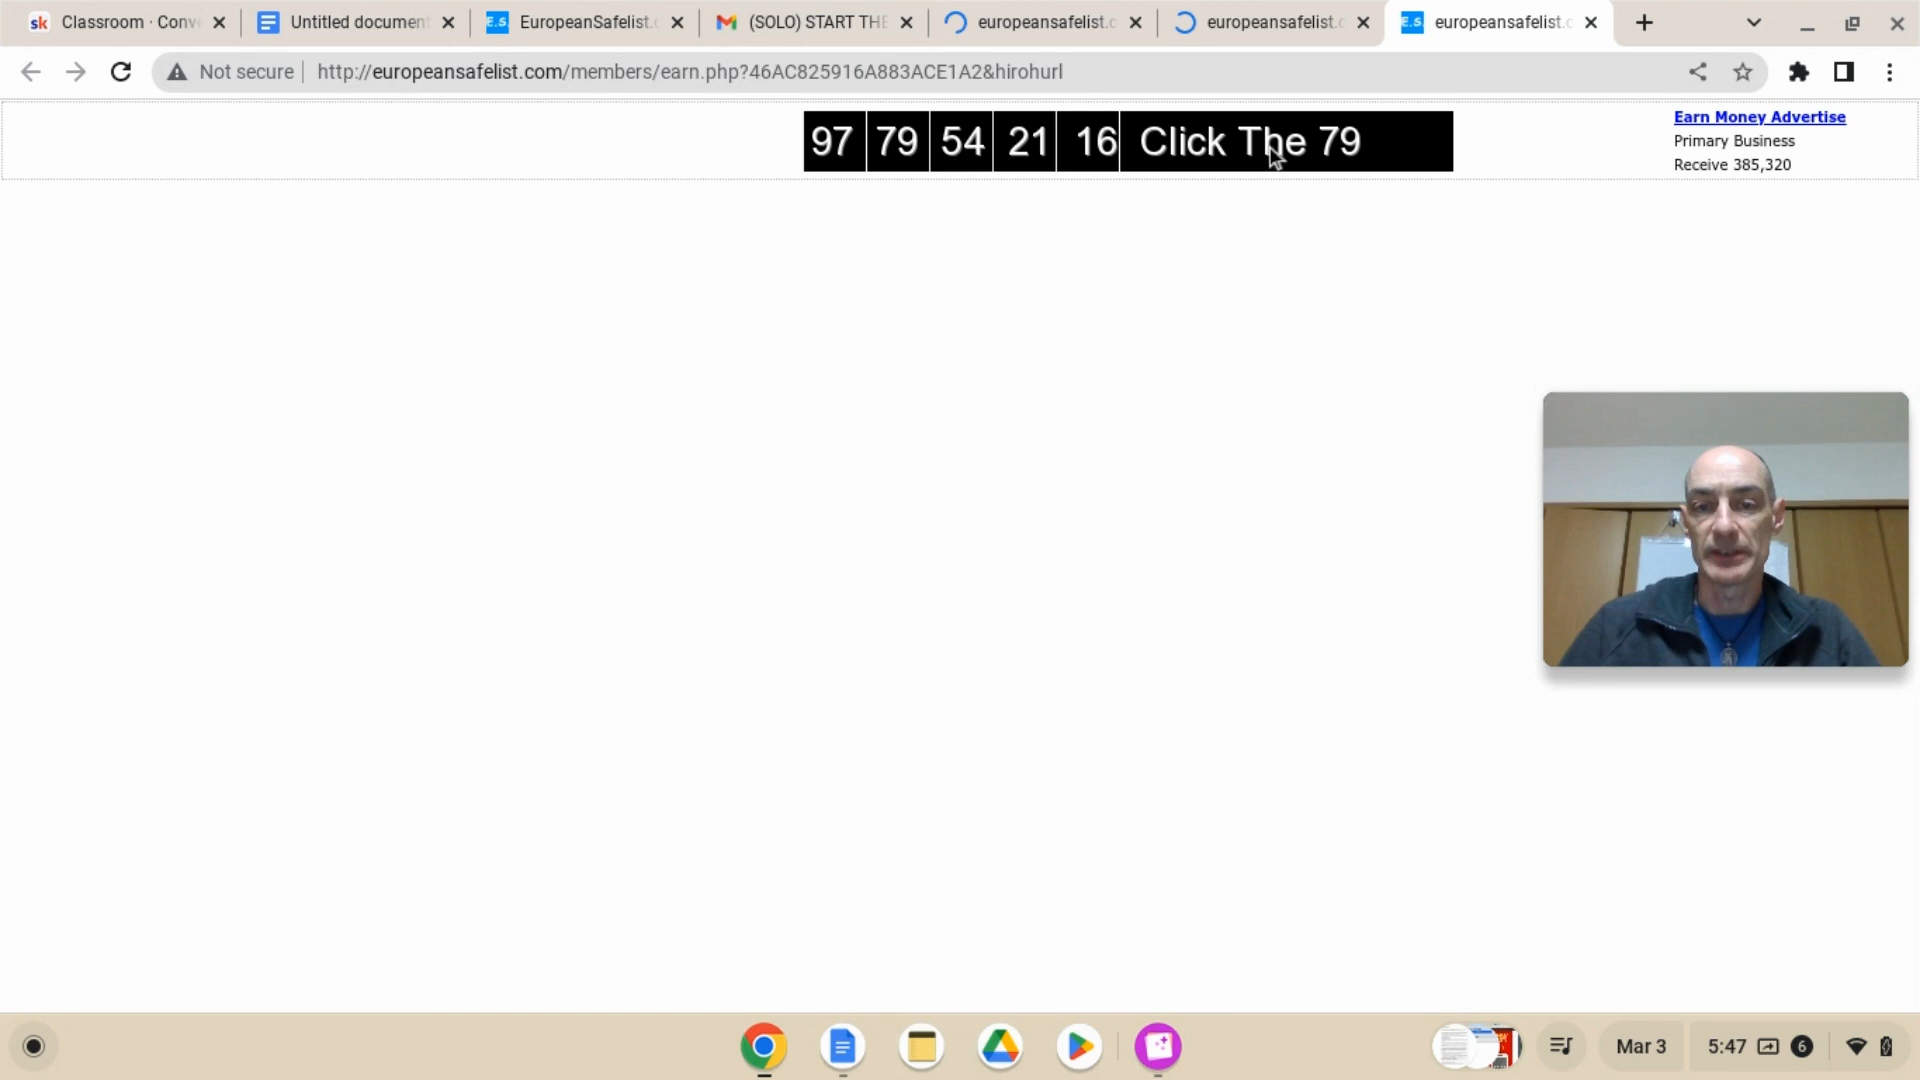 sk Classroom · Conv
Untitled document
E.S. EuropeanSafelist.c
(SOLO) START THE
europeansafelist.c
europeansafelist.c
E.S. europeansafelist.c
Not secure
http://europeansafelist.com/members/earn.php?46AC825916A883ACE1A2&hirohurl
97 79 54 21 16 Click The 79
Earn Money Advertise
Primary Business
Receive 385,320
Mar 3
5:47
6